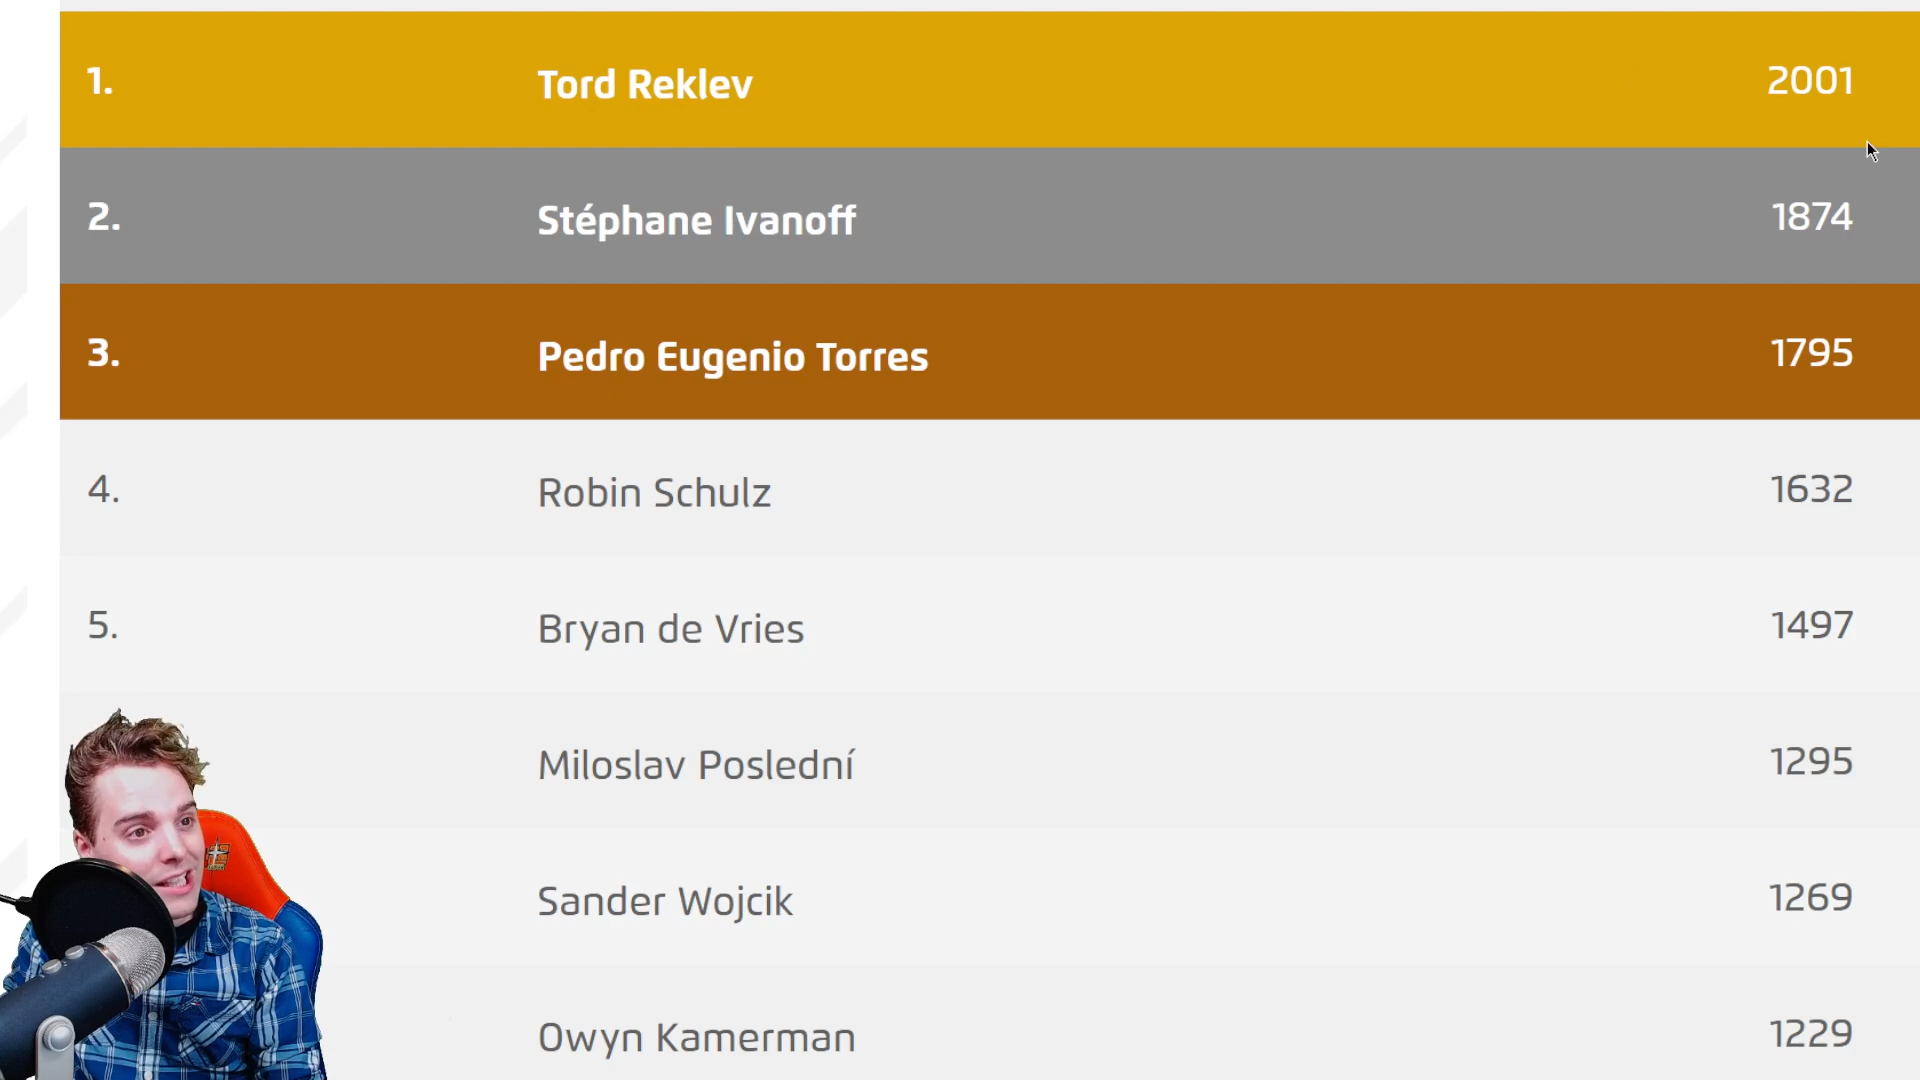 1. Tord Reklev 2001
2. Stéphane Ivanoff 1874
3. Pedro Eugenio Torres 1795
4. Robin Schulz 1632
5. Bryan de Vries 1497
Miloslav Poslední 1295
Sander Wojcik 1269
Owyn Kamerman 1229